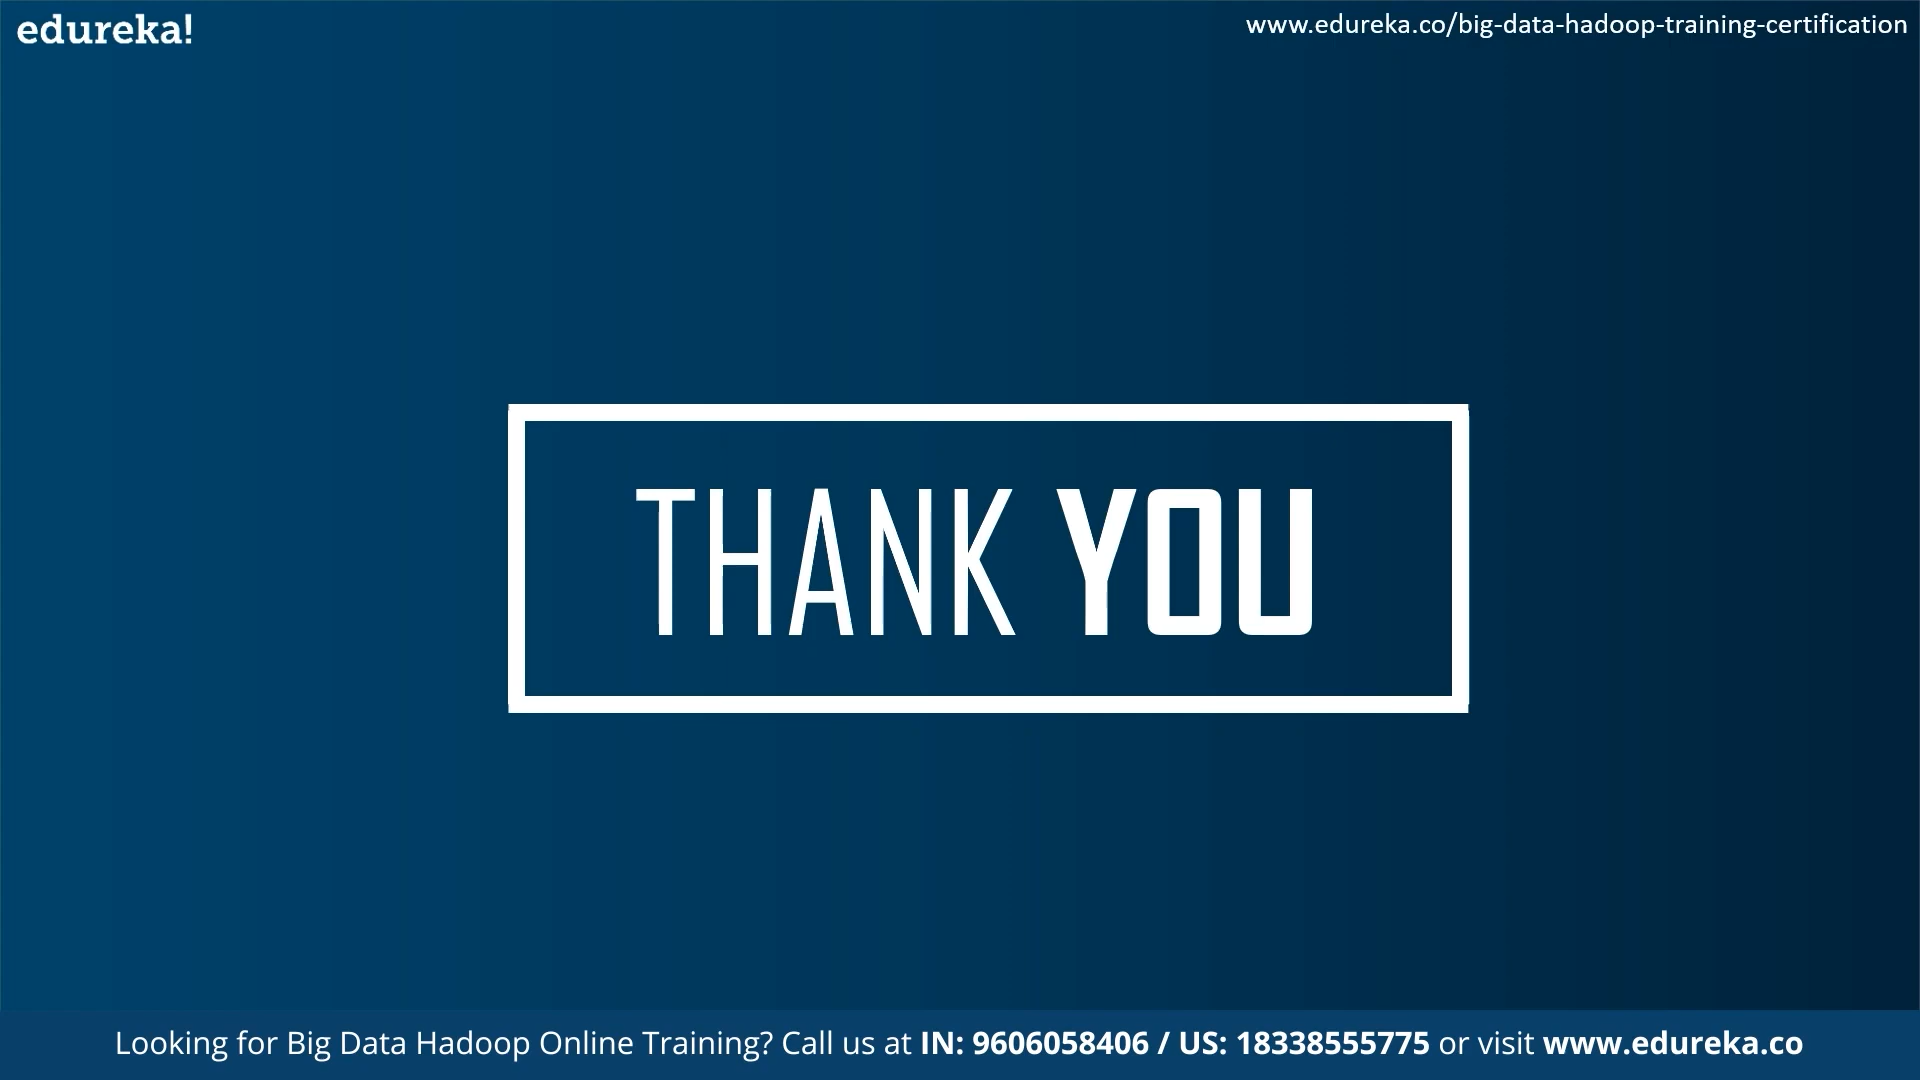 edureka!
www.edureka.co/big-data-hadoop-training-certification
THANK YOU
Looking for Big Data Hadoop Online Training? Call us at IN: 9606058406 / US: 18338555775 or visit www.edureka.co